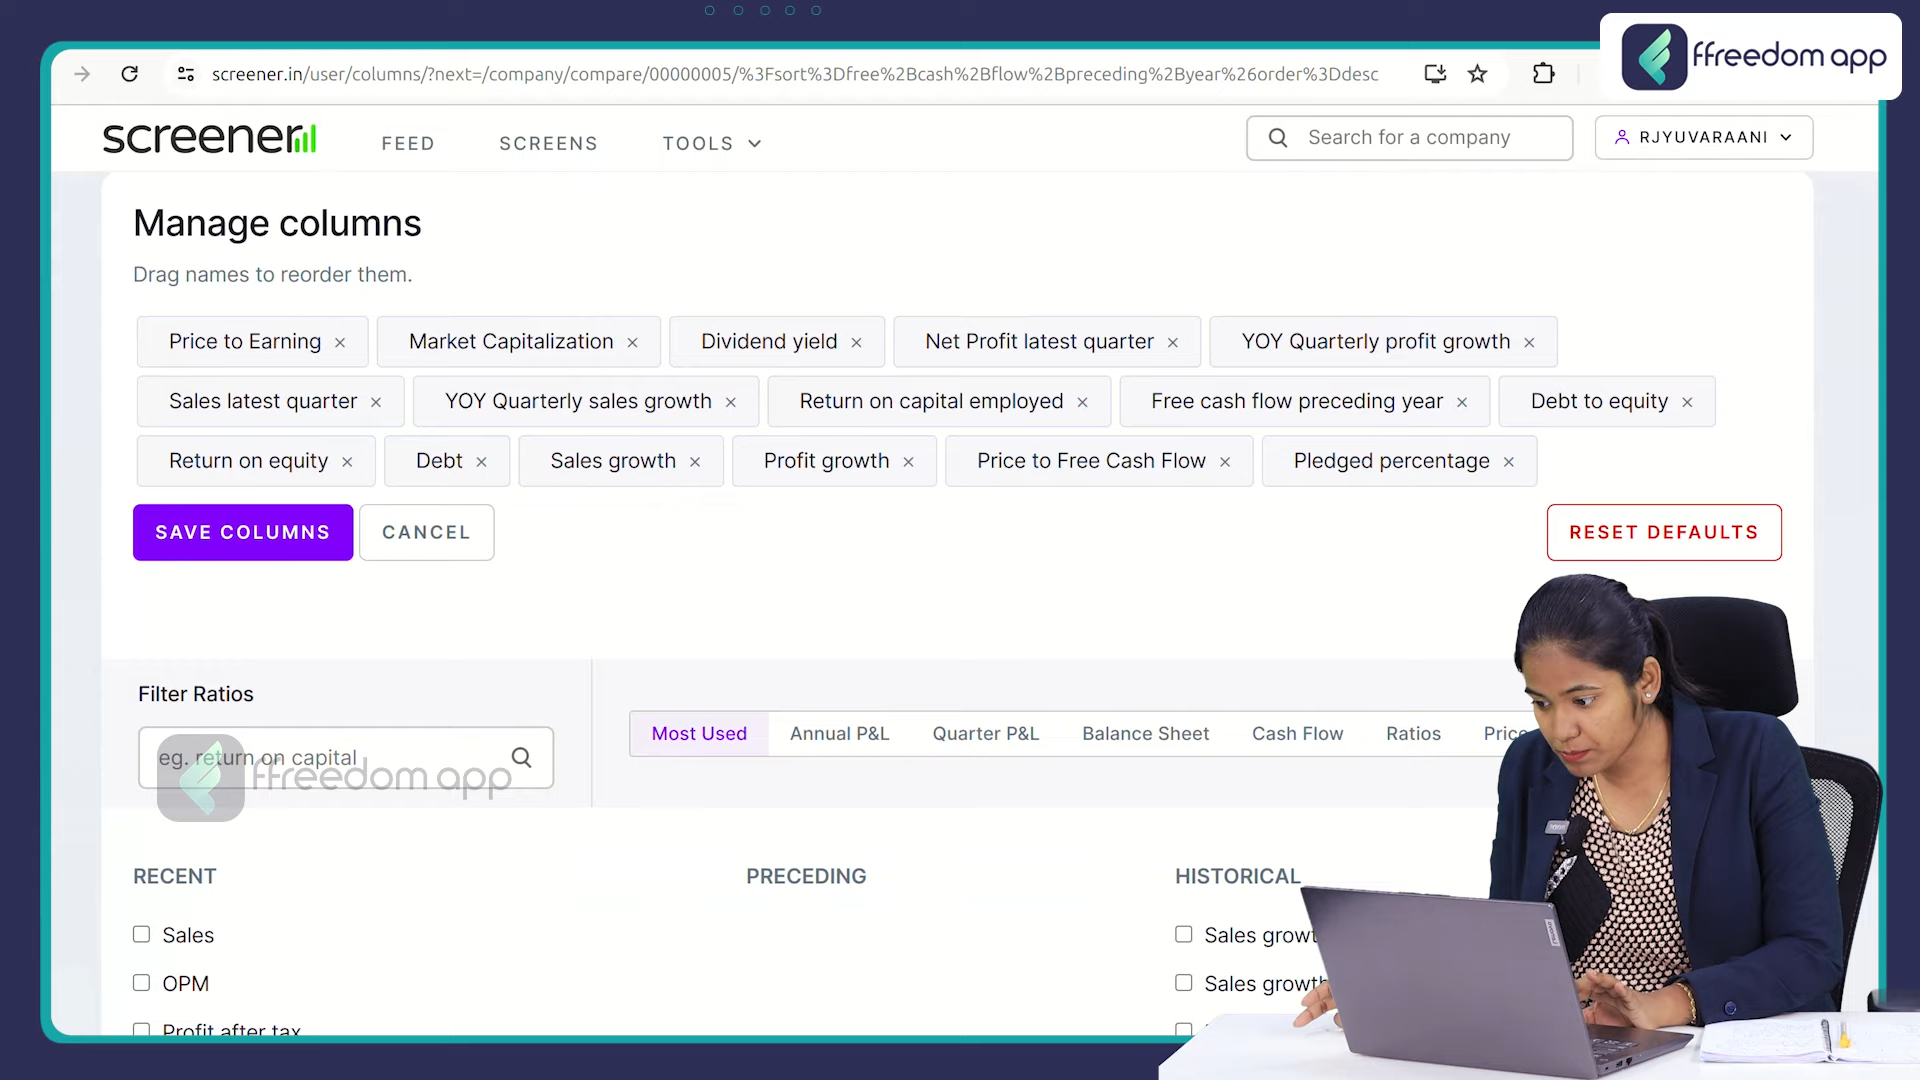 ffreedom app
screener.in/user/columns/?next=/company/compare/00000005/%3Fsort%3Dfree%2Bcash%2Bflow%2Bpreceding%2Byear%26order%3Ddesc
screener FEED SCREENS TOOLS Search for a company RJYUVARAANI
Manage columns
Drag names to reorder them.
Price to Earning × Market Capitalization × Dividend yield × Net Profit latest quarter × YOY Quarterly profit growth ×
Sales latest quarter × YOY Quarterly sales growth × Return on capital employed × Free cash flow preceding year × Debt to equity ×
Return on equity × Debt × Sales growth × Profit growth × Price to Free Cash Flow × Pledged percentage ×
SAVE COLUMNS CANCEL RESET DEFAULTS
Filter Ratios
Most Used Annual P&L Quarter P&L Balance Sheet Cash Flow Ratios Price
eg. return on capital
ffreedom app
RECENT PRECEDING HISTORICAL
Sales Sales growt
OPM Sales growth
Profit after tax